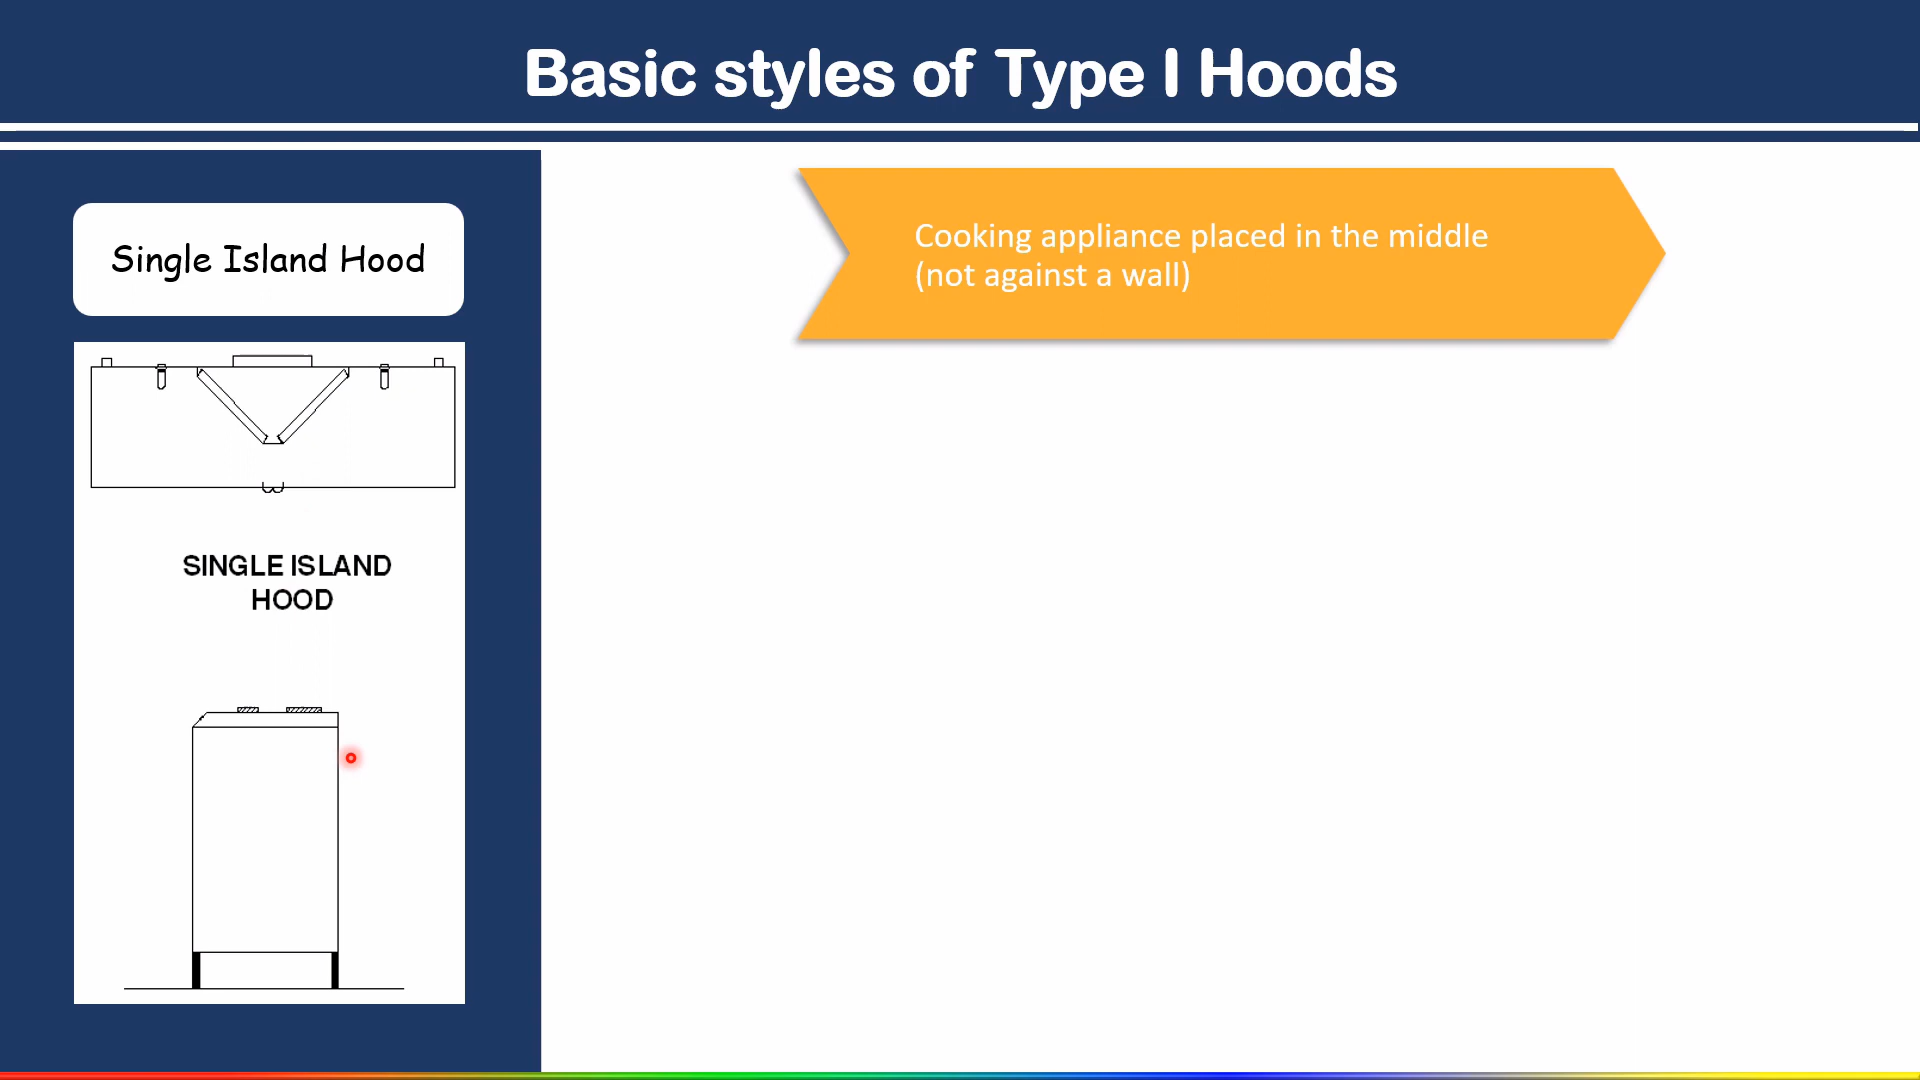 Basic styles of Type I Hoods
Single Island Hood
SINGLE ISLAND
HOOD
Cooking appliance placed in the middle
(not against a wall)